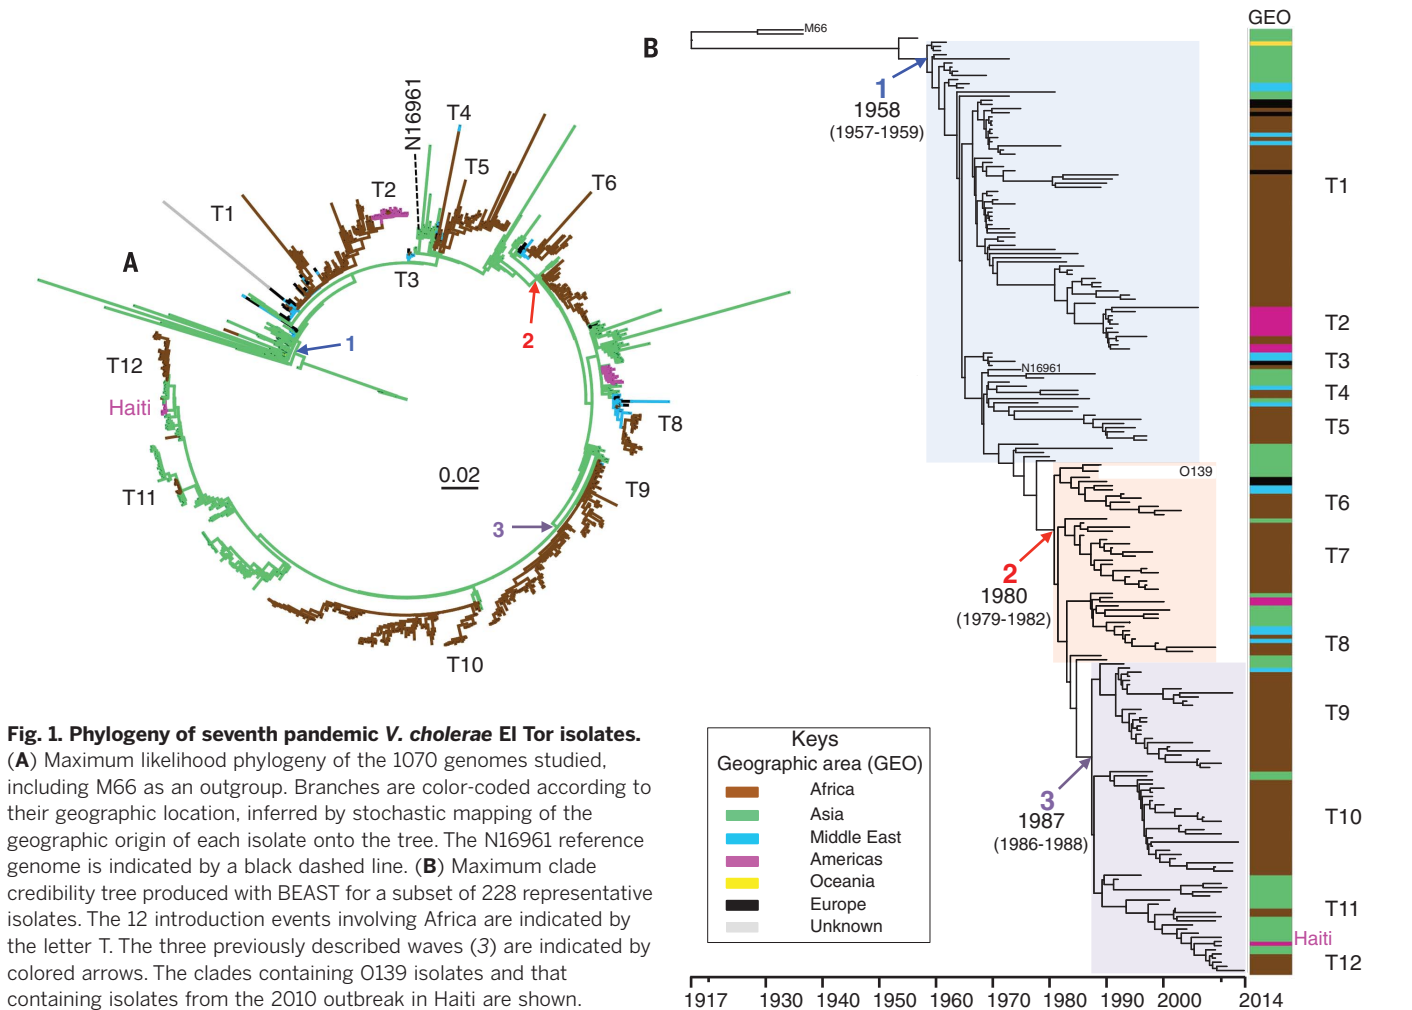 A
T1
T2
T3
N16961
T4
T5
T6
1
2
T12
Haiti
T11
0.02
3
T8
T9
T10
B
M66
GEO
1
1958
(1957-1959)
N16961
O139
2
1980
(1979-1982)
3
1987
(1986-1988)
T1
T2
T3
T4
T5
T6
T7
T8
T9
T10
T11
Haiti
T12
Keys
Geographic area (GEO)
Africa
Asia
Middle East
Americas
Oceania
Europe
Unknown
1917 1930 1940 1950 1960 1970 1980 1990 2000 2014
Fig. 1. Phylogeny of seventh pandemic V. cholerae El Tor isolates.
(A) Maximum likelihood phylogeny of the 1070 genomes studied,
including M66 as an outgroup. Branches are color-coded according to
their geographic location, inferred by stochastic mapping of the
geographic origin of each isolate onto the tree. The N16961 reference
genome is indicated by a black dashed line. (B) Maximum clade
credibility tree produced with BEAST for a subset of 228 representative
isolates. The 12 introduction events involving Africa are indicated by
the letter T. The three previously described waves (3) are indicated by
colored arrows. The clades containing O139 isolates and that
containing isolates from the 2010 outbreak in Haiti are shown.